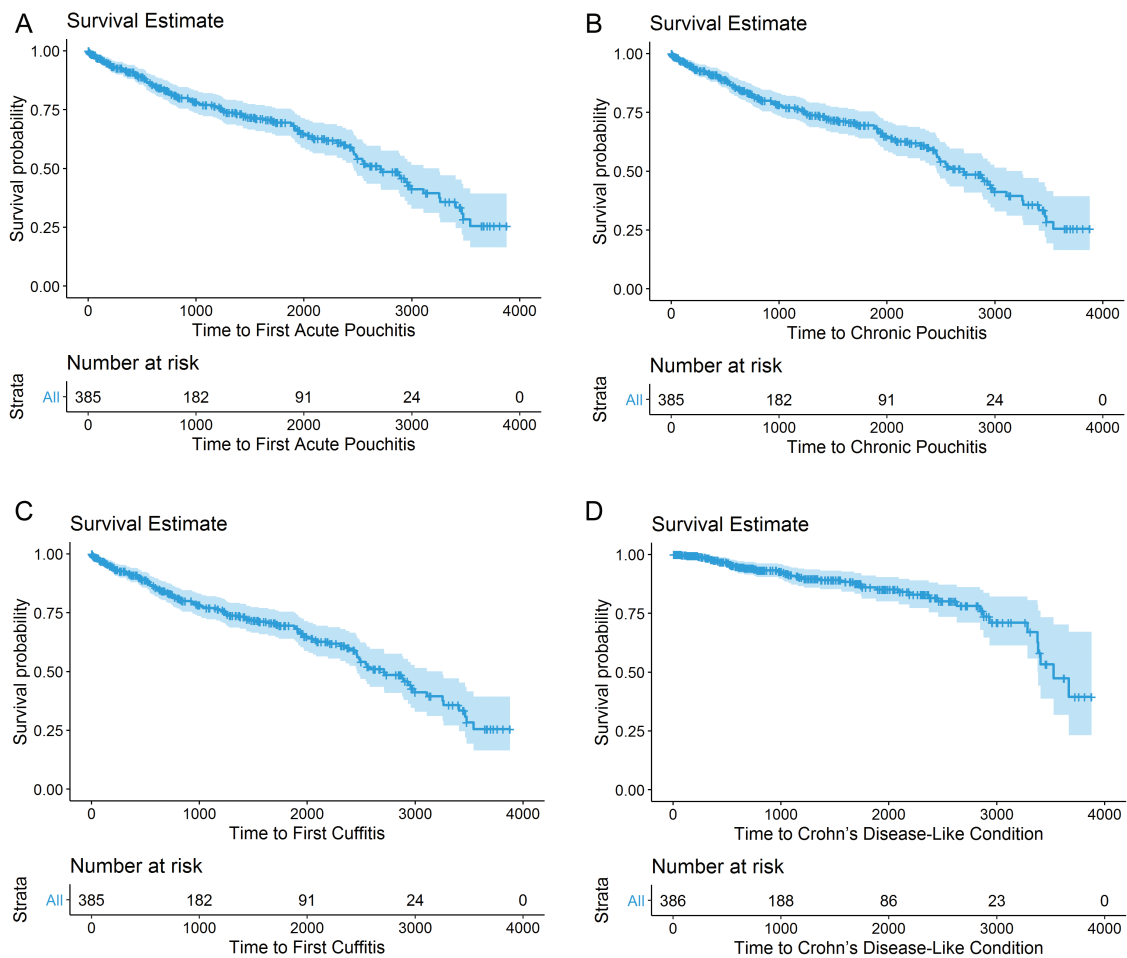 A
Survival Estimate
Survival probability
1.00
0.75
0.50
0.25
0.00
0 1000 2000 3000 4000
Time to First Acute Pouchitis
Number at risk
Strata
All 385 182 91 24 0
0 1000 2000 3000 4000
Time to First Acute Pouchitis
B
Survival Estimate
Survival probability
1.00
0.75
0.50
0.25
0.00
0 1000 2000 3000 4000
Time to Chronic Pouchitis
Number at risk
Strata
All 385 182 91 24 0
0 1000 2000 3000 4000
Time to Chronic Pouchitis
C
Survival Estimate
Survival probability
1.00
0.75
0.50
0.25
0.00
0 1000 2000 3000 4000
Time to First Cuffitis
Number at risk
Strata
All 385 182 91 24 0
0 1000 2000 3000 4000
Time to First Cuffitis
D
Survival Estimate
Survival probability
1.00
0.75
0.50
0.25
0.00
0 1000 2000 3000 4000
Time to Crohn's Disease-Like Condition
Number at risk
Strata
All 386 188 86 23 0
0 1000 2000 3000 4000
Time to Crohn's Disease-Like Condition